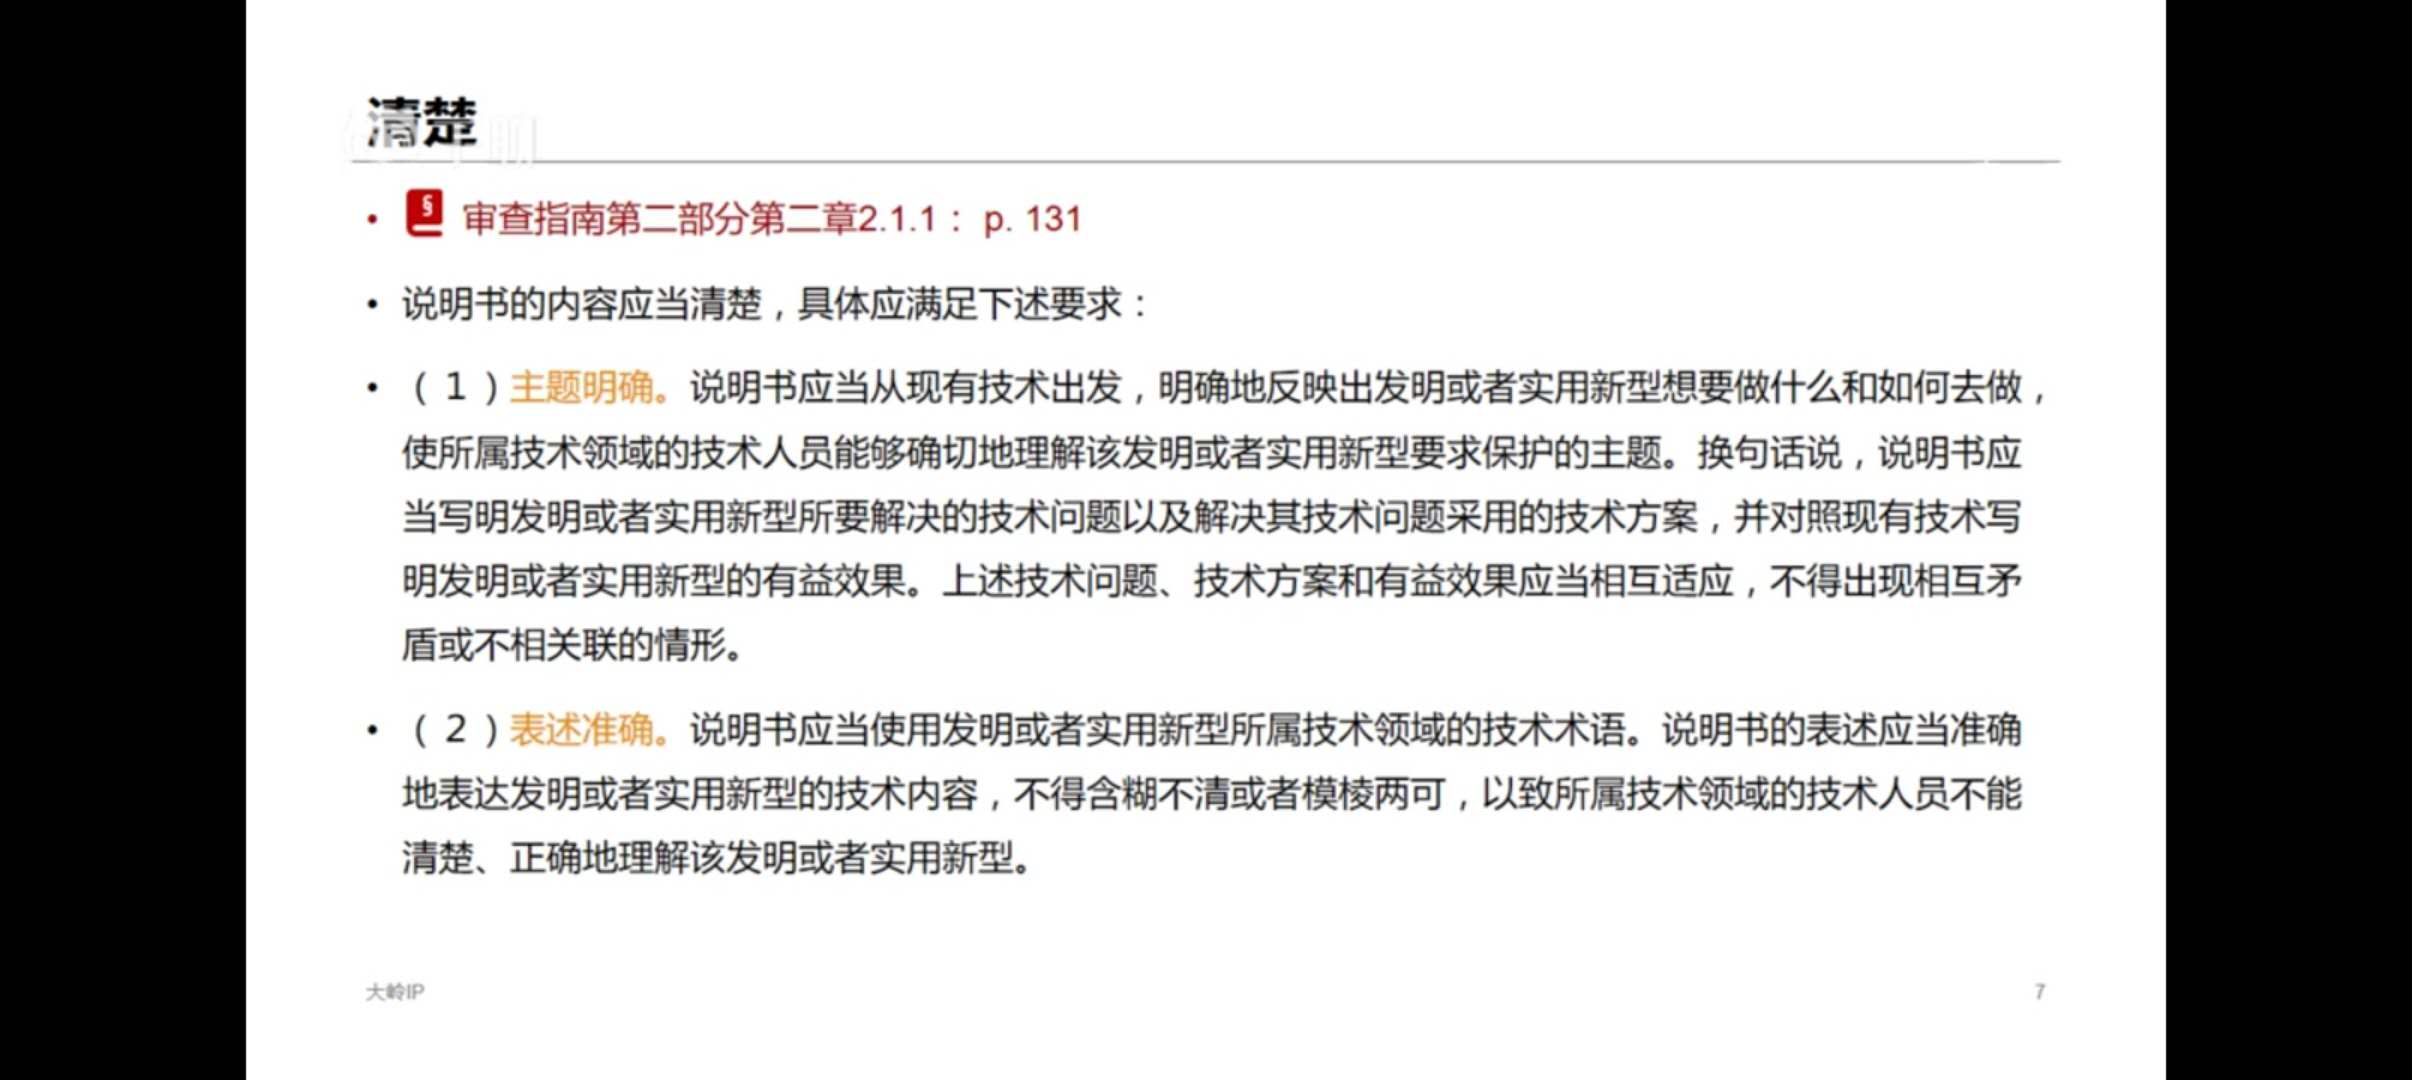 清楚
• § 审查指南第二部分第二章2.1.1： p. 131
• 说明书的内容应当清楚，具体应满足下述要求：
• （1）主题明确。说明书应当从现有技术出发，明确地反映出发明或者实用新型想要做什么和如何去做，
使所属技术领域的技术人员能够确切地理解该发明或者实用新型要求保护的主题。换句话说，说明书应
当写明发明或者实用新型所要解决的技术问题以及解决其技术问题采用的技术方案，并对照现有技术写
明发明或者实用新型的有益效果。上述技术问题、技术方案和有益效果应当相互适应，不得出现相互矛
盾或不相关联的情形。
• （2）表述准确。说明书应当使用发明或者实用新型所属技术领域的技术术语。说明书的表述应当准确
地表达发明或者实用新型的技术内容，不得含糊不清或者模棱两可，以致所属技术领域的技术人员不能
清楚、正确地理解该发明或者实用新型。
大岭IP
7